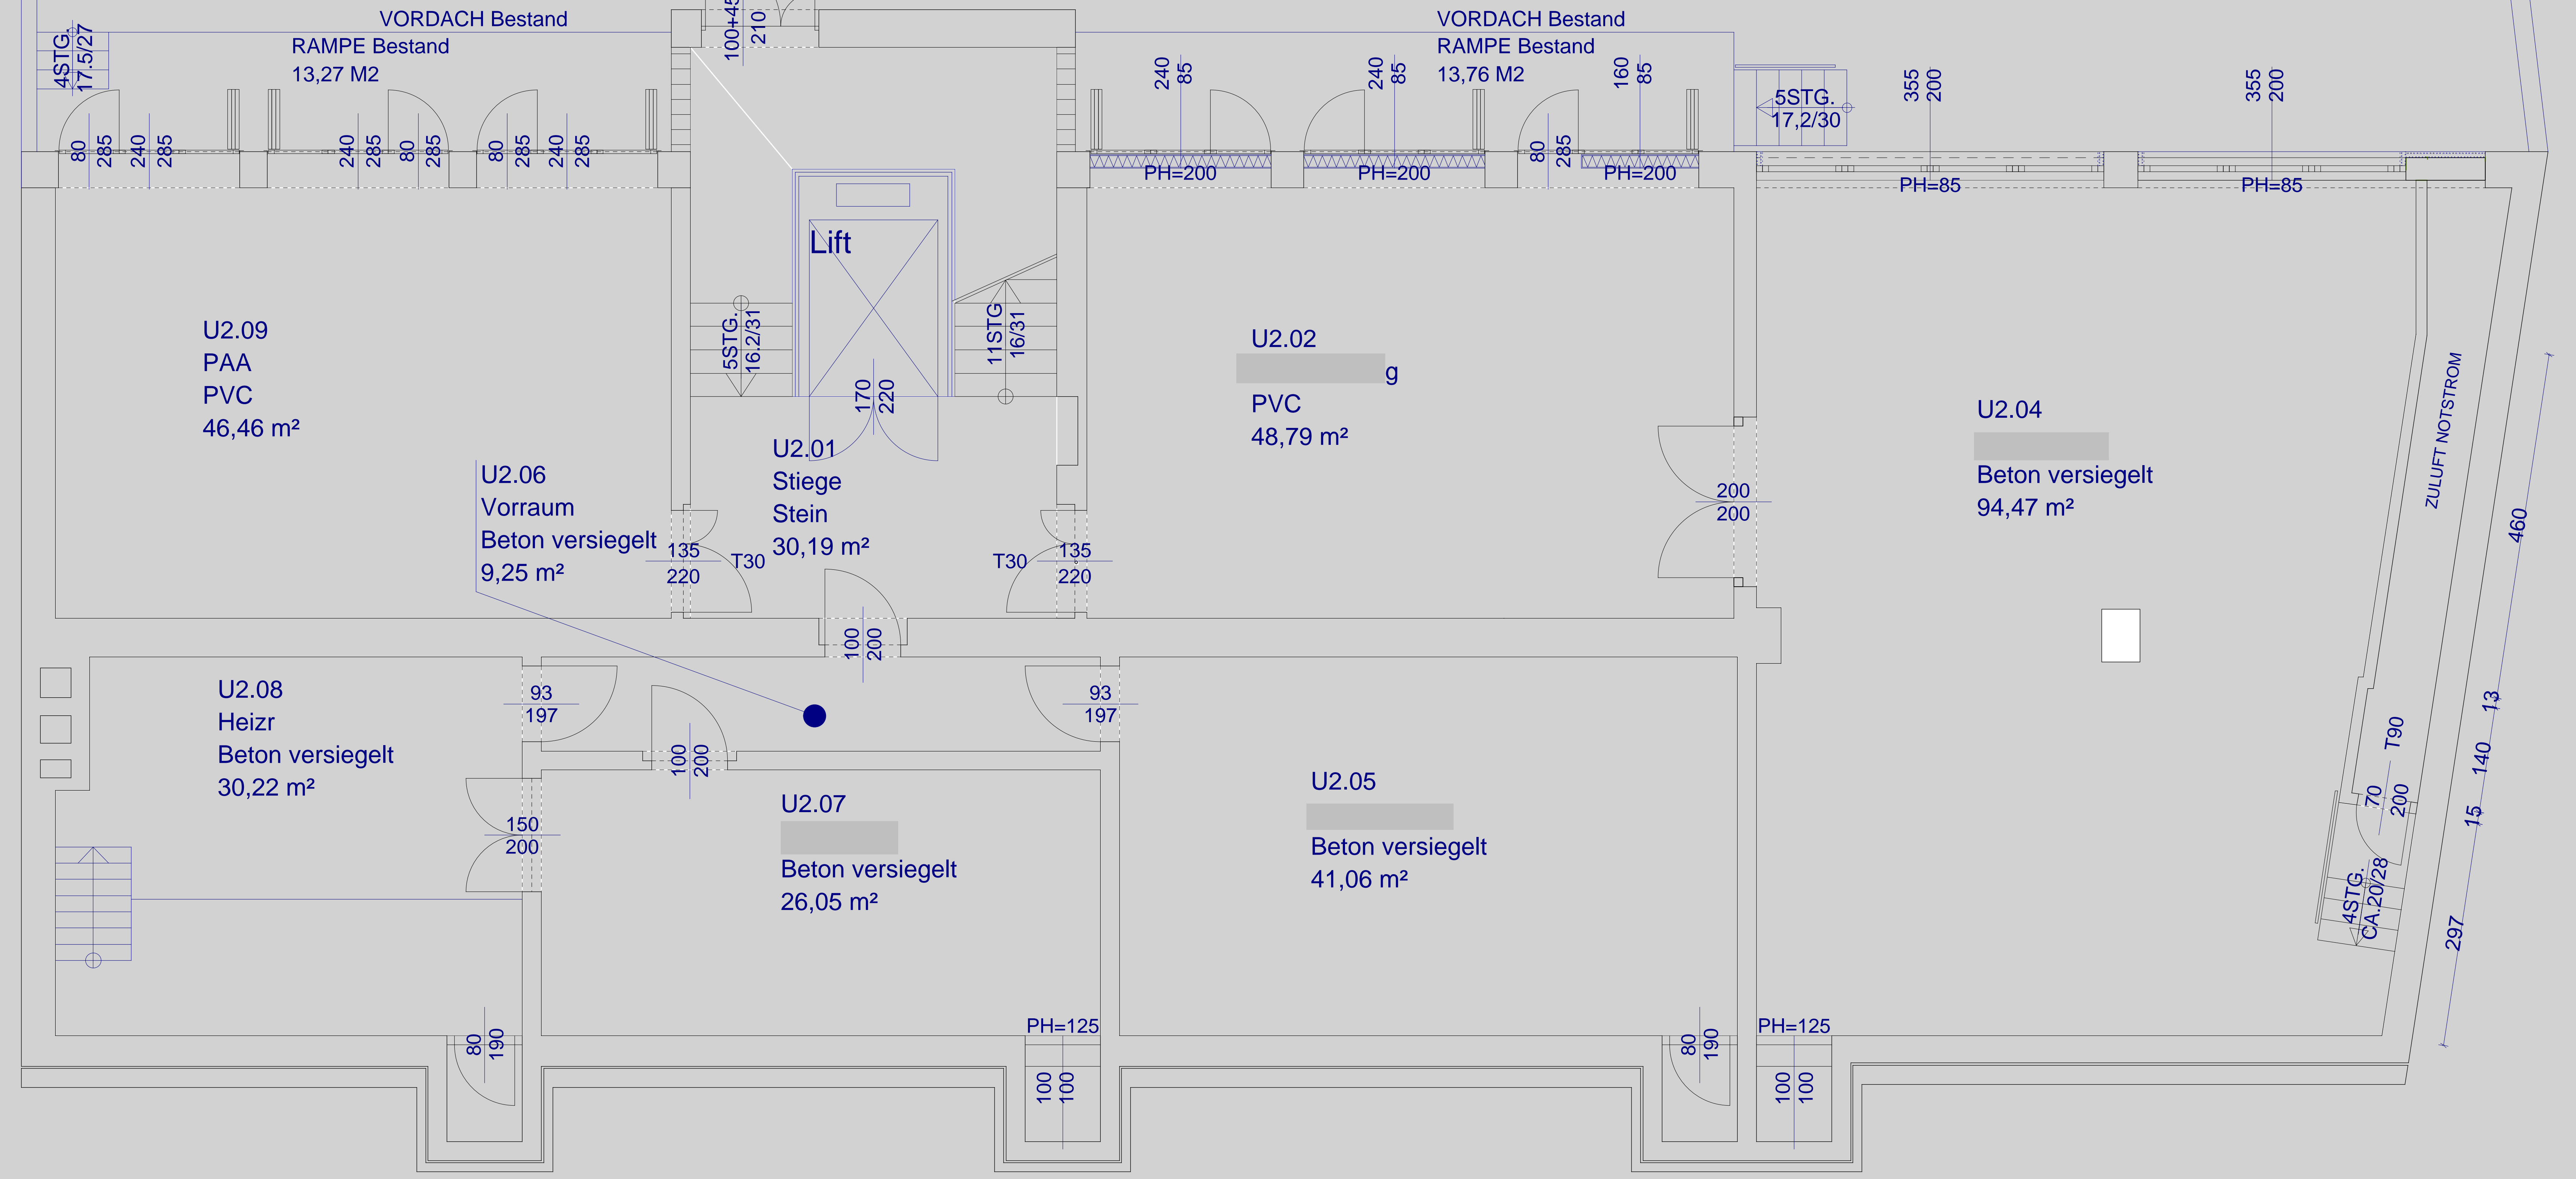 VORDACH Bestand
RAMPE Bestand
13,27 M2
4STG.
17.5/27
100+45
210
VORDACH Bestand
RAMPE Bestand
13,76 M2
80
285
240
285
240
285
80
285
80
285
240
285
240
85
240
85
80
285
160
85
PH=200
PH=200
PH=200
5STG.
17,2/30
355
200
355
200
PH=85
PH=85
Lift
5STG.
16.2/31
11STG
16/31
170
220
U2.09
PAA
PVC
46,46 m²
U2.06
Vorraum
Beton versiegelt
9,25 m²
U2.01
Stiege
Stein
30,19 m²
135
220
T30
T30
135
220
100
200
U2.02
g
PVC
48,79 m²
200
200
U2.04
Beton versiegelt
94,47 m²
ZULUFT NOTSTROM
460
13
140
15
297
T90
70
200
4STG.
CA.20/28
U2.08
Heizr
Beton versiegelt
30,22 m²
93
197
100
200
93
197
150
200
U2.07
Beton versiegelt
26,05 m²
U2.05
Beton versiegelt
41,06 m²
80
190
PH=125
100
100
80
190
PH=125
100
100